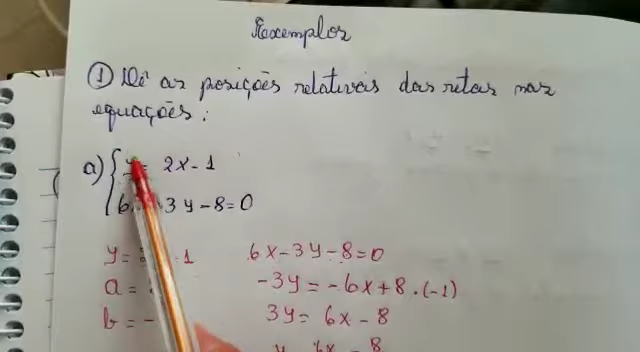 Exemplos
① Dê as posições relativas das retas nas
equações:
a) y = 2x - 1
6 3y - 8 = 0
y = - 1
6x - 3y - 8 = 0
a =
-3y = -6x + 8 . (-1)
b = -
3y = 6x - 8